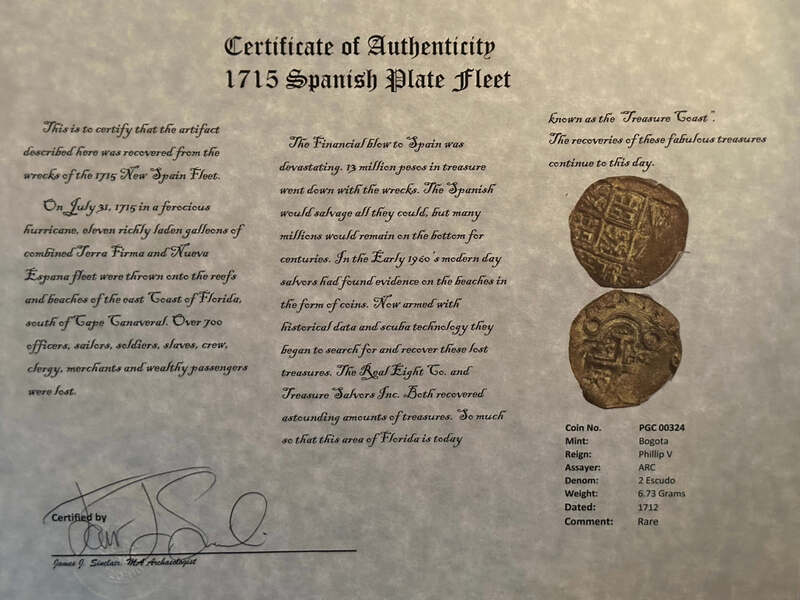 Certificate of Authenticity
1715 Spanish Plate Fleet
This is to certify that the artifact
described here was recovered from the
wrecks of the 1715 New Spain Fleet.
On July 31, 1715 in a ferocious
hurricane, eleven richly laden galleons of
combined Terra Firma and Nueva
Espana fleet were thrown onto the reefs
and beaches of the east Coast of Florida,
south of Cape Canaveral. Over 700
officers, sailors, soldiers, slaves, crew,
clergy, merchants and wealthy passengers
were lost.
The Financial blow to Spain was
devastating. 13 million pesos in treasure
went down with the wrecks. The Spanish
would salvage all they could, but many
millions would remain on the bottom for
centuries. In the Early 1960's modern day
salvors had found evidence on the beaches in
the form of coins. Now armed with
historical data and scuba technology they
began to search for and recover these lost
treasures. The Real Eight Co. and
Treasure Salvors Inc. Both recovered
astounding amounts of treasures. So much
so that this area of Florida is today
known as the "Treasure Coast".
The recoveries of these fabulous treasures
continue to this day.
Coin No. PGC 00324
Mint: Bogota
Reign: Phillip V
Assayer: ARC
Denom: 2 Escudo
Weight: 6.73 Grams
Dated: 1712
Comment: Rare
Certified by
James J. Sinclair, MA Archaeologist